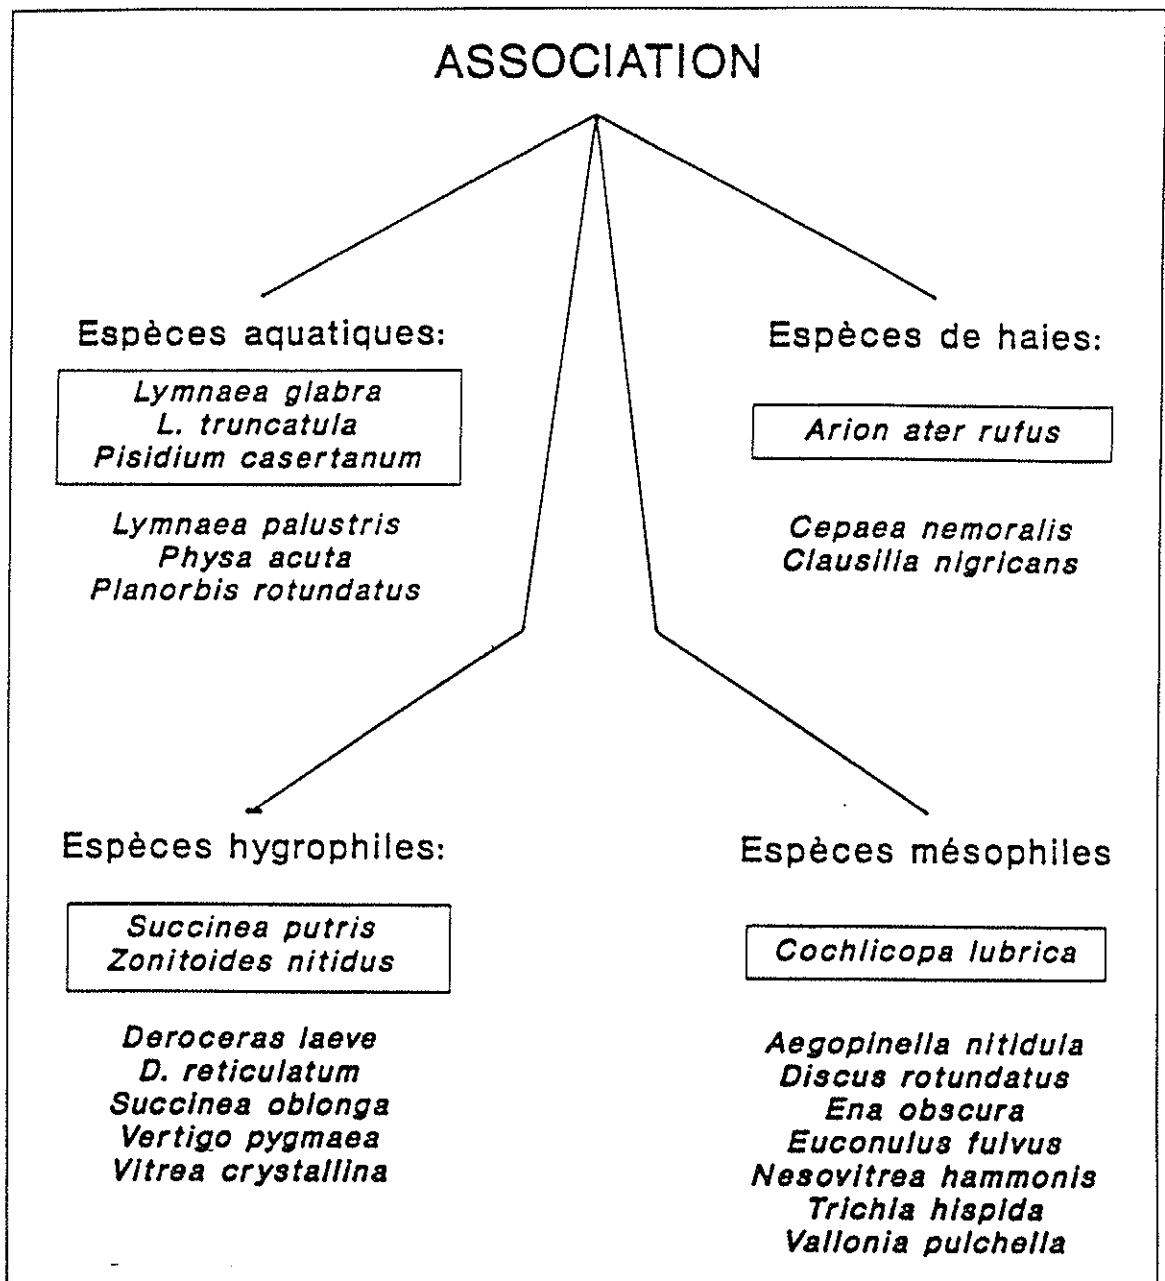 ASSOCIATION
Espèces aquatiques:
Lymnaea glabra
L. truncatula
Pisidium casertanum
Lymnaea palustris
Physa acuta
Planorbis rotundatus
Espèces de haies:
Arion ater rufus
Cepaea nemoralis
Clausilia nigricans
Espèces hygrophiles:
Succinea putris
Zonitoides nitidus
Deroceras laeve
D. reticulatum
Succinea oblonga
Vertigo pygmaea
Vitrea crystallina
Espèces mésophiles
Cochlicopa lubrica
Aegopinella nitidula
Discus rotundatus
Ena obscura
Euconulus fulvus
Nesovitrea hammonis
Trichia hispida
Vallonia pulchella